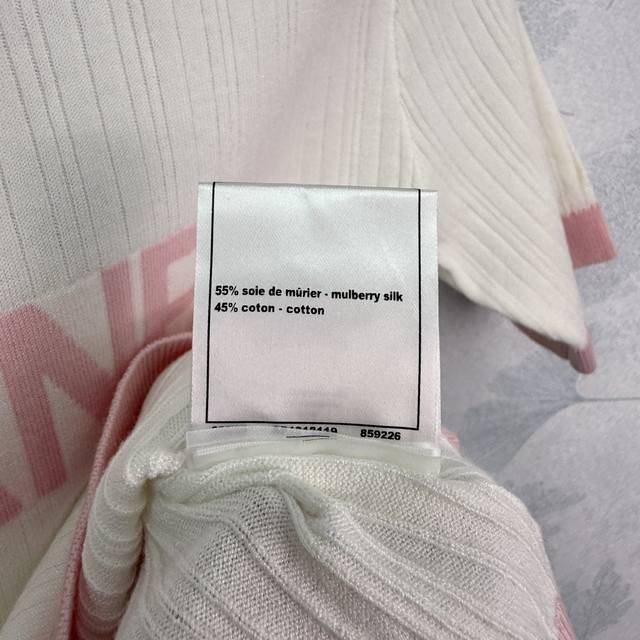 55% soie de mûrier - mulberry silk
45% coton - cotton
859226